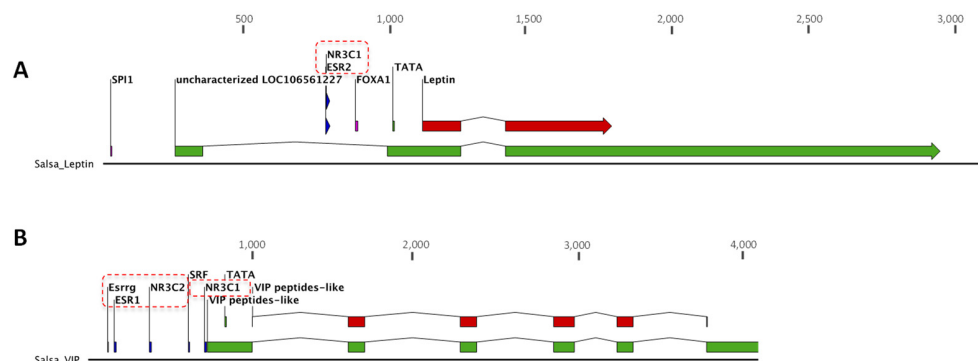 500 1,000 1,500 2,000 2,500 3,000
A
NR3C1
ESR2
SPI1 uncharacterized LOC106561227 FOXA1 TATA Leptin
Salsa_Leptin
B
1,000 2,000 3,000 4,000
SRF TATA
Esrrg NR3C2 NR3C1 VIP peptides-like
ESR1 VIP peptides-like
Salsa_VIP